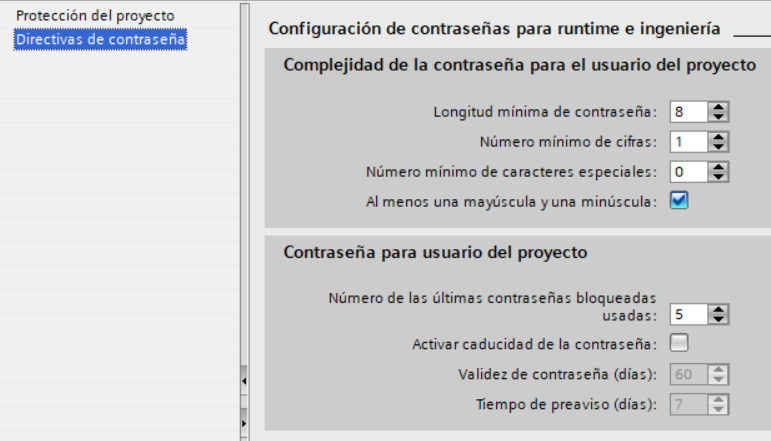 Protección del proyecto
Directivas de contraseña
Configuración de contraseñas para runtime e ingeniería
Complejidad de la contraseña para el usuario del proyecto
Longitud mínima de contraseña: 8
Número mínimo de cifras: 1
Número mínimo de caracteres especiales: 0
Al menos una mayúscula y una minúscula:
Contraseña para usuario del proyecto
Número de las últimas contraseñas bloqueadas
usadas: 5
Activar caducidad de la contraseña:
Validez de contraseña (días): 60
Tiempo de preaviso (días): 7